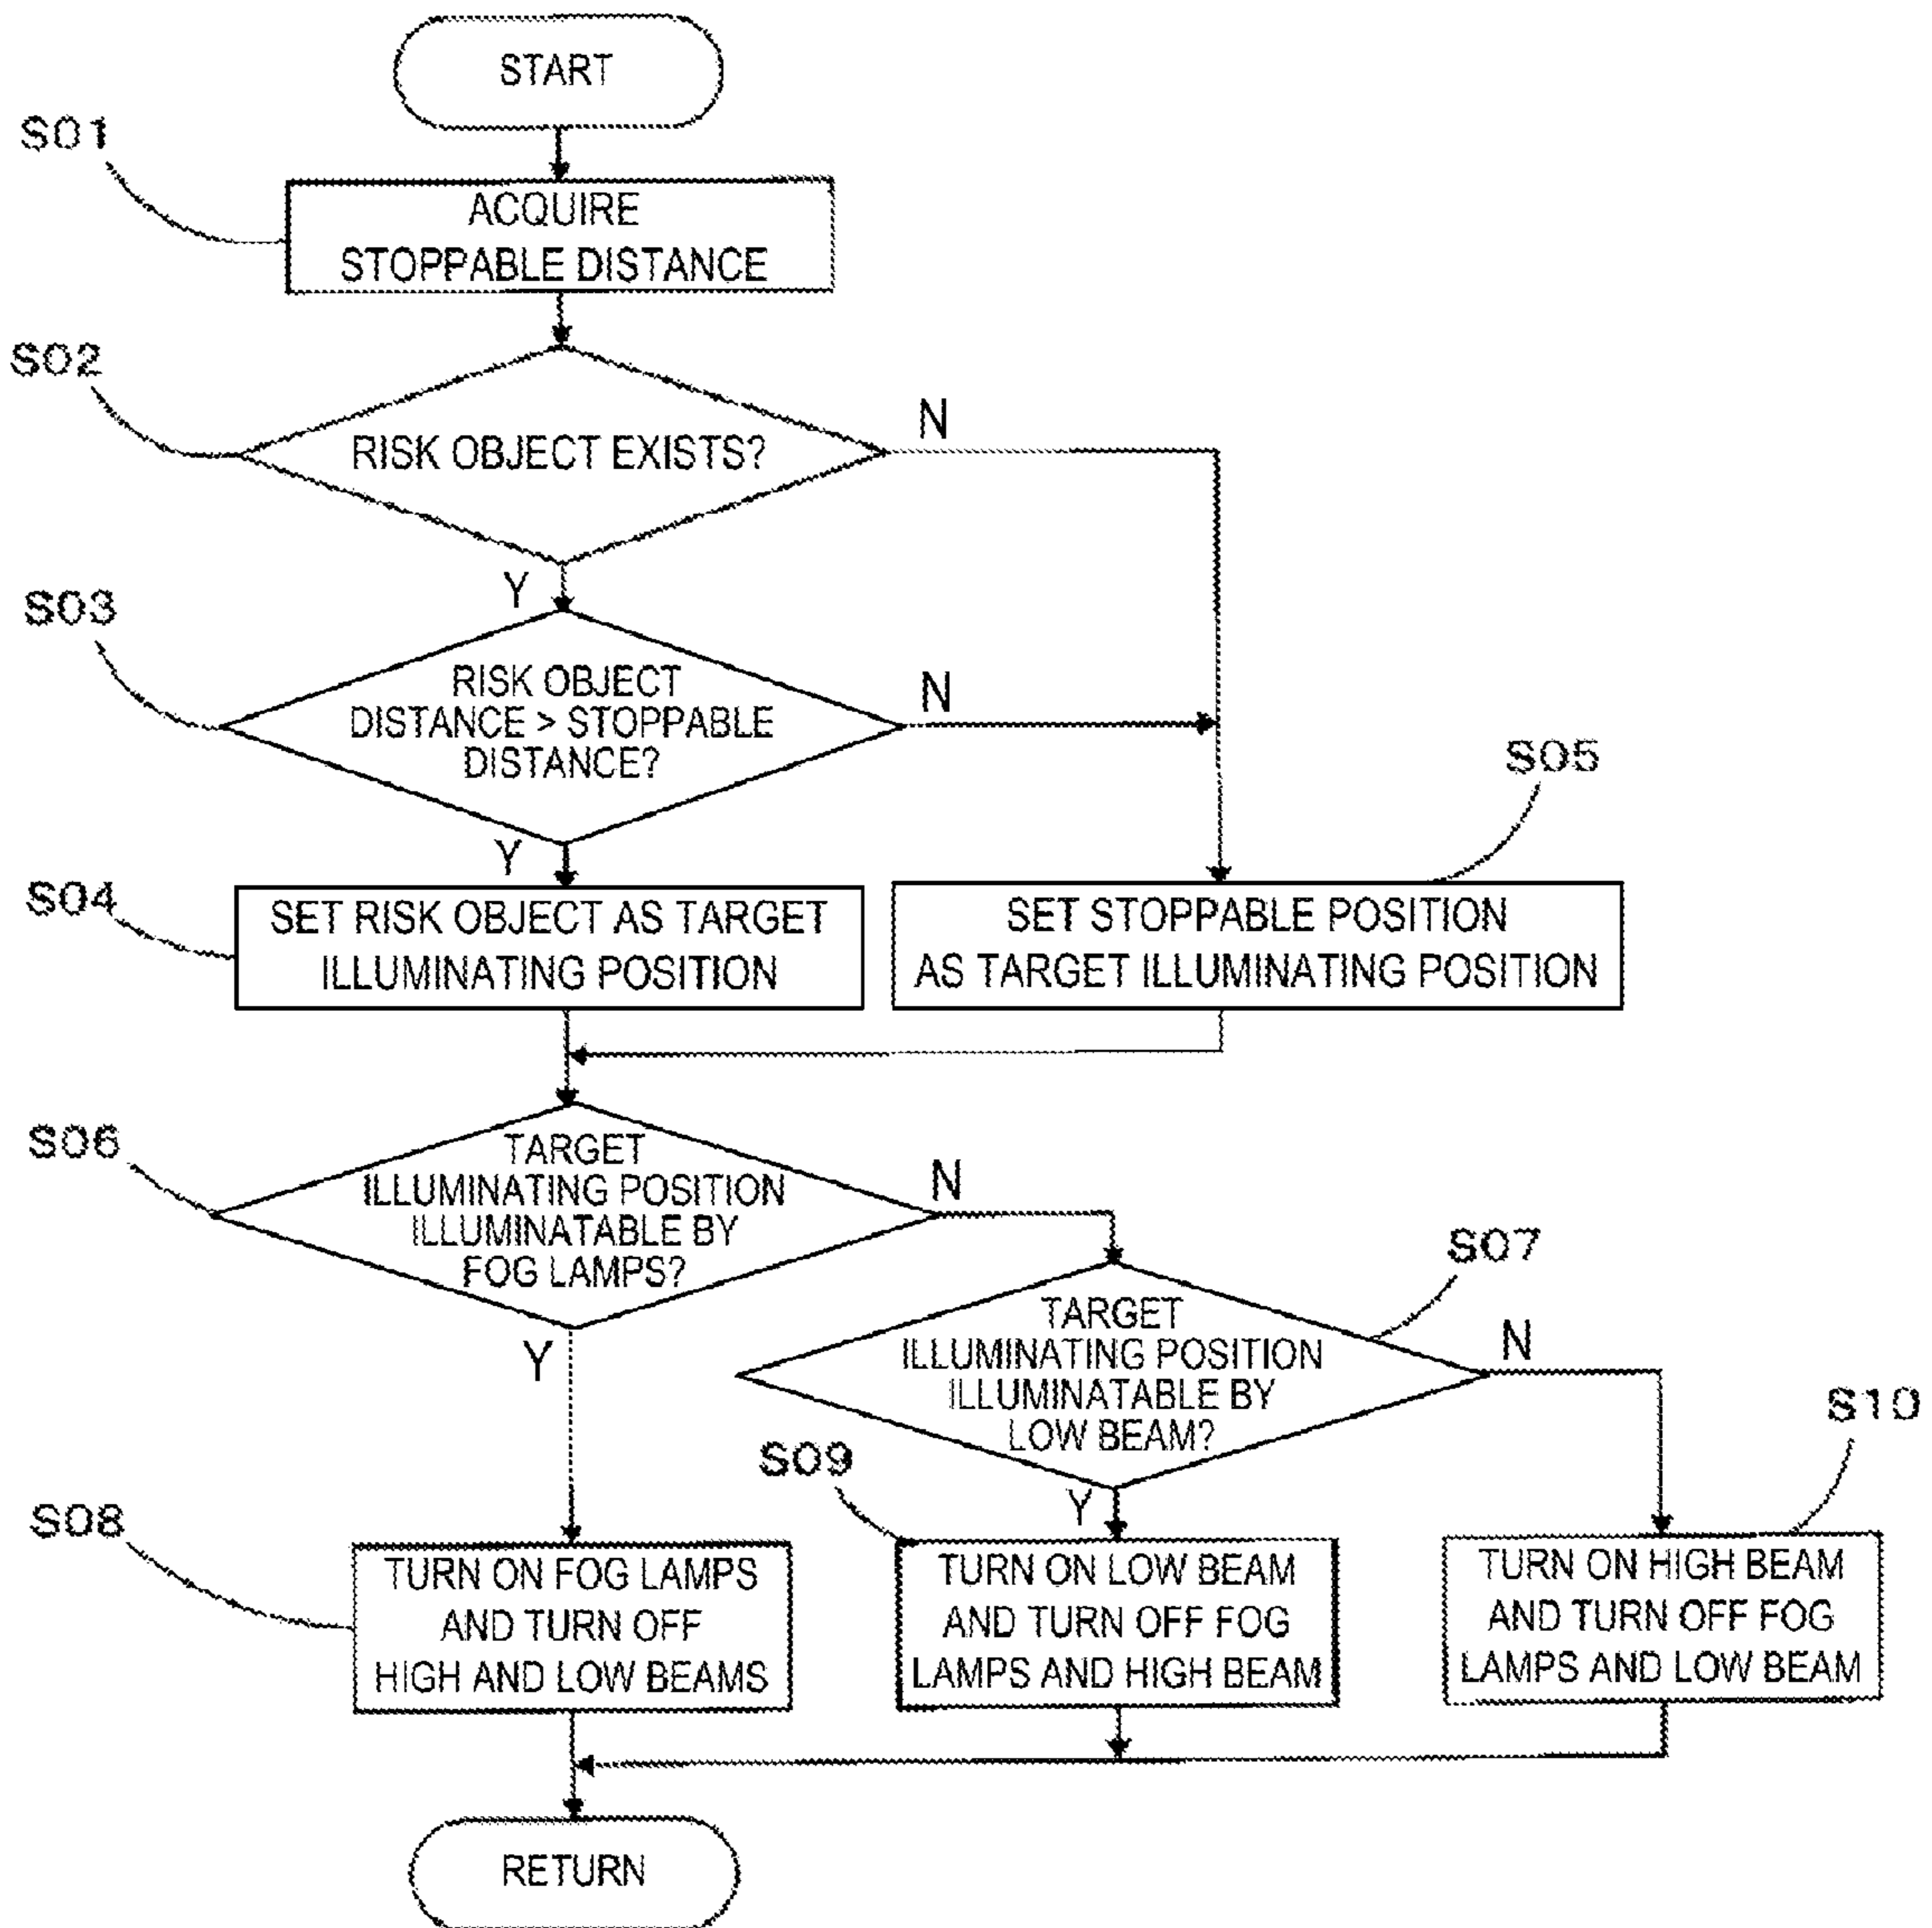 START
S01
ACQUIRE
STOPPABLE DISTANCE
S02
RISK OBJECT EXISTS?
N
Y
S03
RISK OBJECT
DISTANCE > STOPPABLE
DISTANCE?
N
Y
S04
SET RISK OBJECT AS TARGET
ILLUMINATING POSITION
S05
SET STOPPABLE POSITION
AS TARGET ILLUMINATING POSITION
S06
TARGET
ILLUMINATING POSITION
ILLUMINATABLE BY
FOG LAMPS?
N
Y
S07
TARGET
ILLUMINATING POSITION
ILLUMINATABLE BY
LOW BEAM?
N
Y
S08
TURN ON FOG LAMPS
AND TURN OFF
HIGH AND LOW BEAMS
S09
TURN ON LOW BEAM
AND TURN OFF FOG
LAMPS AND HIGH BEAM
S10
TURN ON HIGH BEAM
AND TURN OFF FOG
LAMPS AND LOW BEAM
RETURN